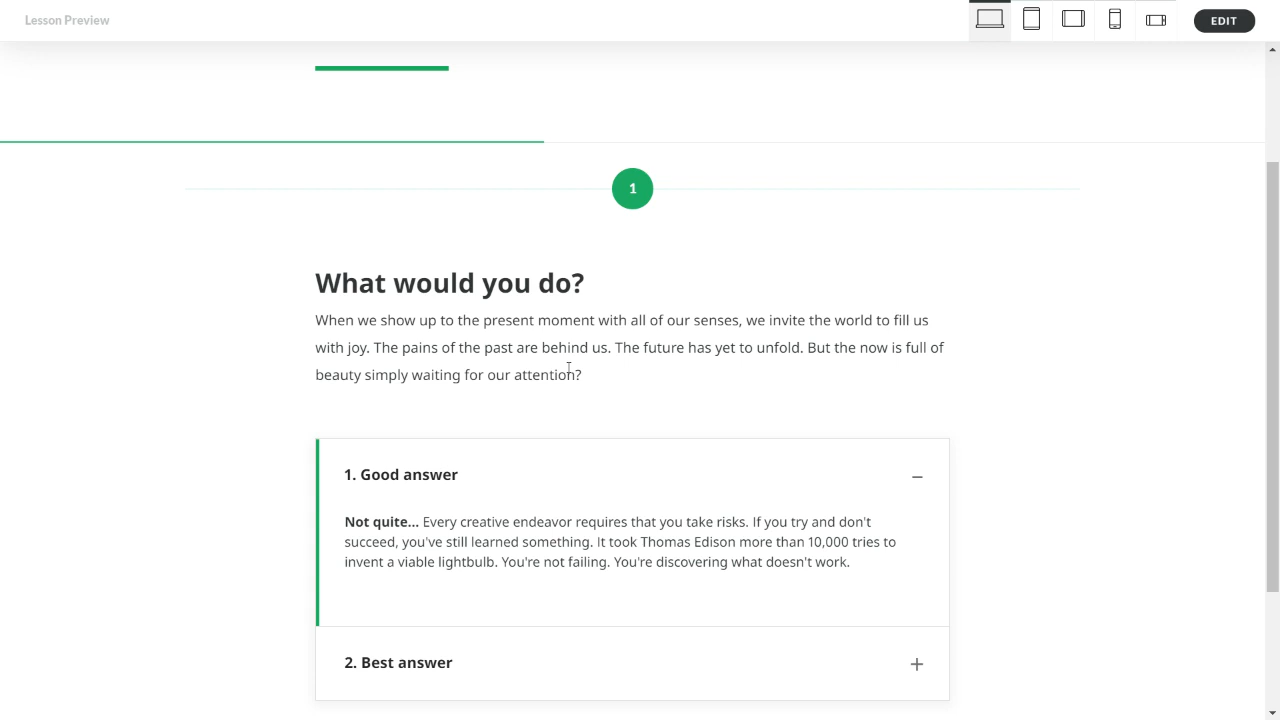 Lesson Preview
EDIT
1
What would you do?
When we show up to the present moment with all of our senses, we invite the world to fill us
with joy. The pains of the past are behind us. The future has yet to unfold. But the now is full of
beauty simply waiting for our attention?
1. Good answer
Not quite... Every creative endeavor requires that you take risks. If you try and don't
succeed, you've still learned something. It took Thomas Edison more than 10,000 tries to
invent a viable lightbulb. You're not failing. You're discovering what doesn't work.
2. Best answer